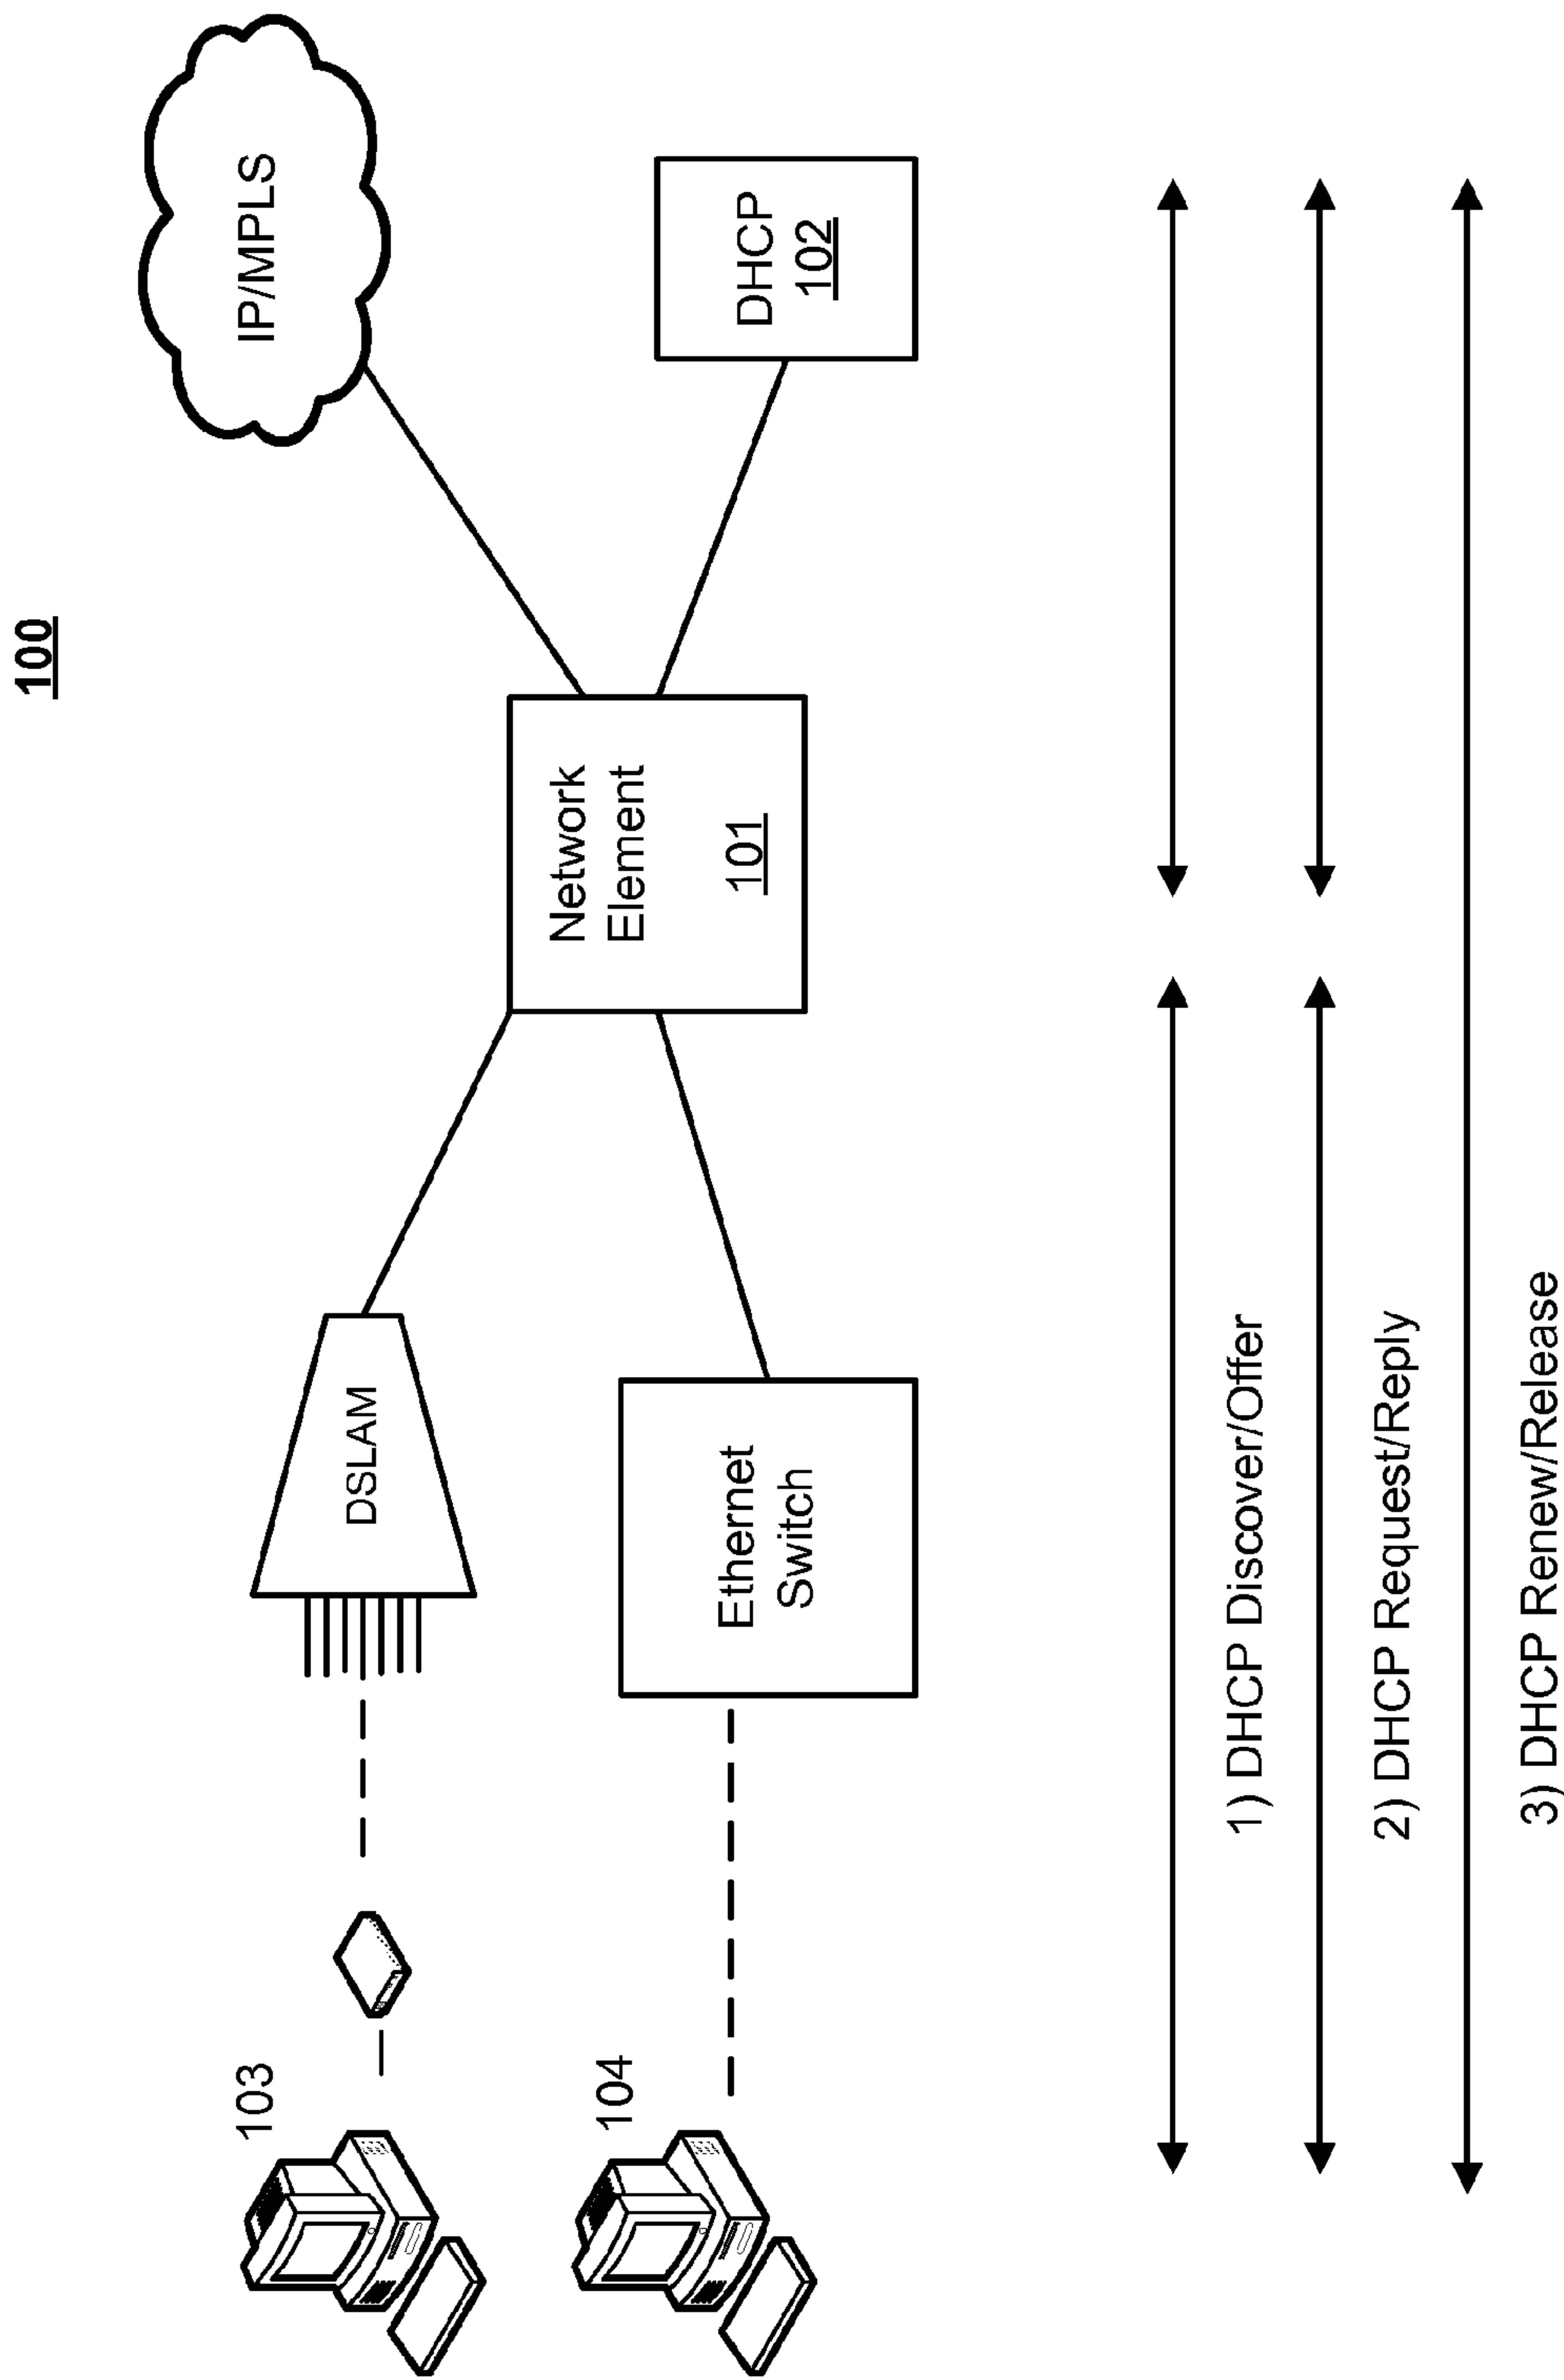 100
IP/MPLS
103
DSLAM
Network
Element
101
DHCP
102
104
Ethernet
Switch
1) DHCP Discover/Offer
2) DHCP Request/Reply
3) DHCP Renew/Release